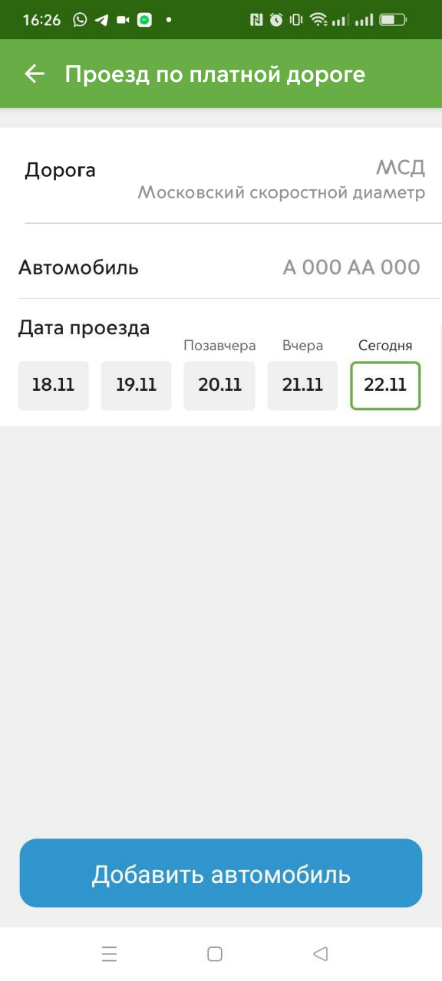 16:26
Проезд по платной дороге
Дорога
МСД
Московский скоростной диаметр
Автомобиль
А 000 АА 000
Дата проезда
Позавчера Вчера Сегодня
18.11 19.11 20.11 21.11 22.11
Добавить автомобиль